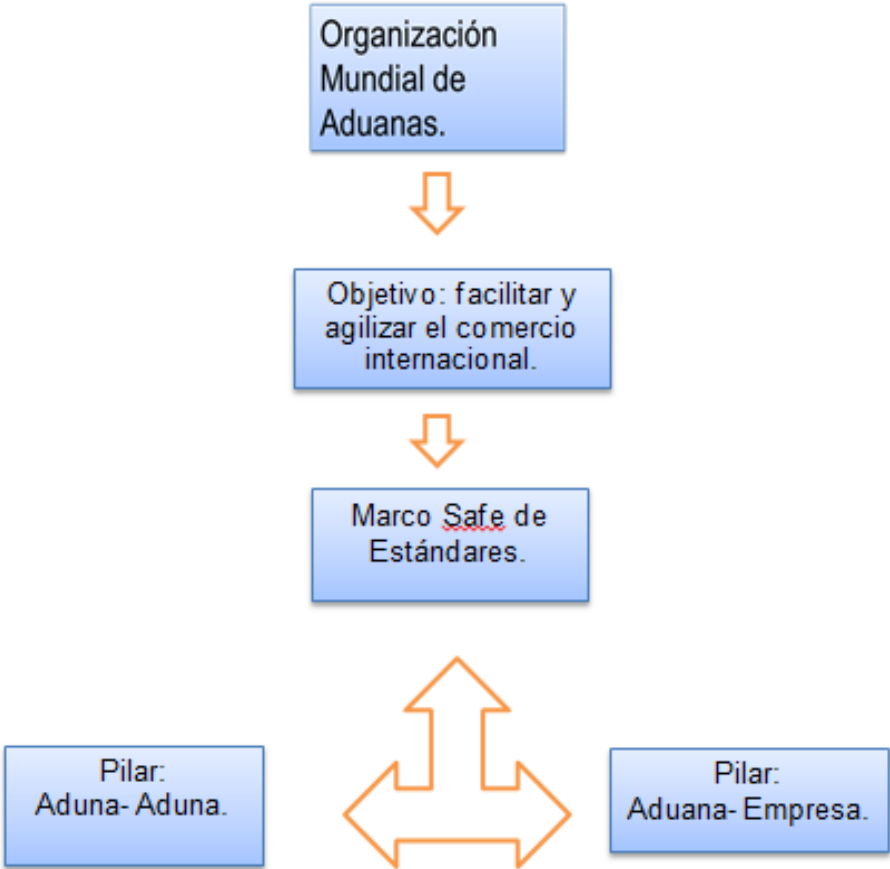 Organización
Mundial de
Aduanas.
Objetivo: facilitar y
agilizar el comercio
internacional.
Marco Safe de
Estándares.
Pilar:
Aduna- Aduna.
Pilar:
Aduana- Empresa.